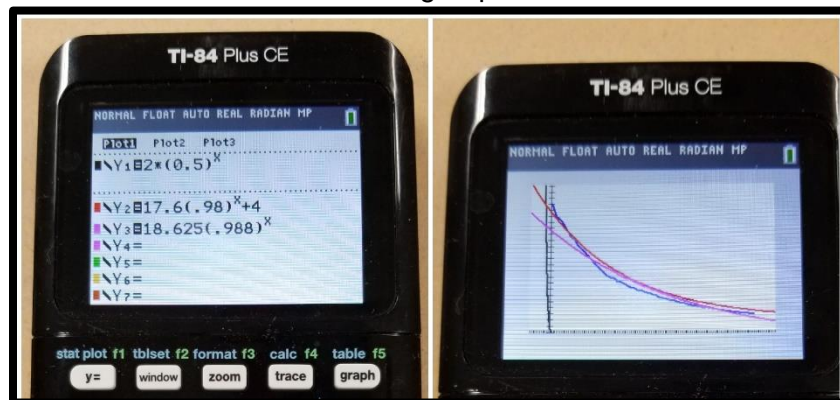 TI-84 Plus CE
NORMAL FLOAT AUTO REAL RADIAN MP
Plot1 Plot2 Plot3
\Y1=2*(0.5)^X
\Y2=17.6(.98)^X+4
\Y3=18.625(.988)^X
\Y4=
\Y5=
\Y6=
\Y7=
stat plot f1 tblset f2 format f3 calc f4 table f5
y= window zoom trace graph
TI-84 Plus CE
NORMAL FLOAT AUTO REAL RADIAN MP